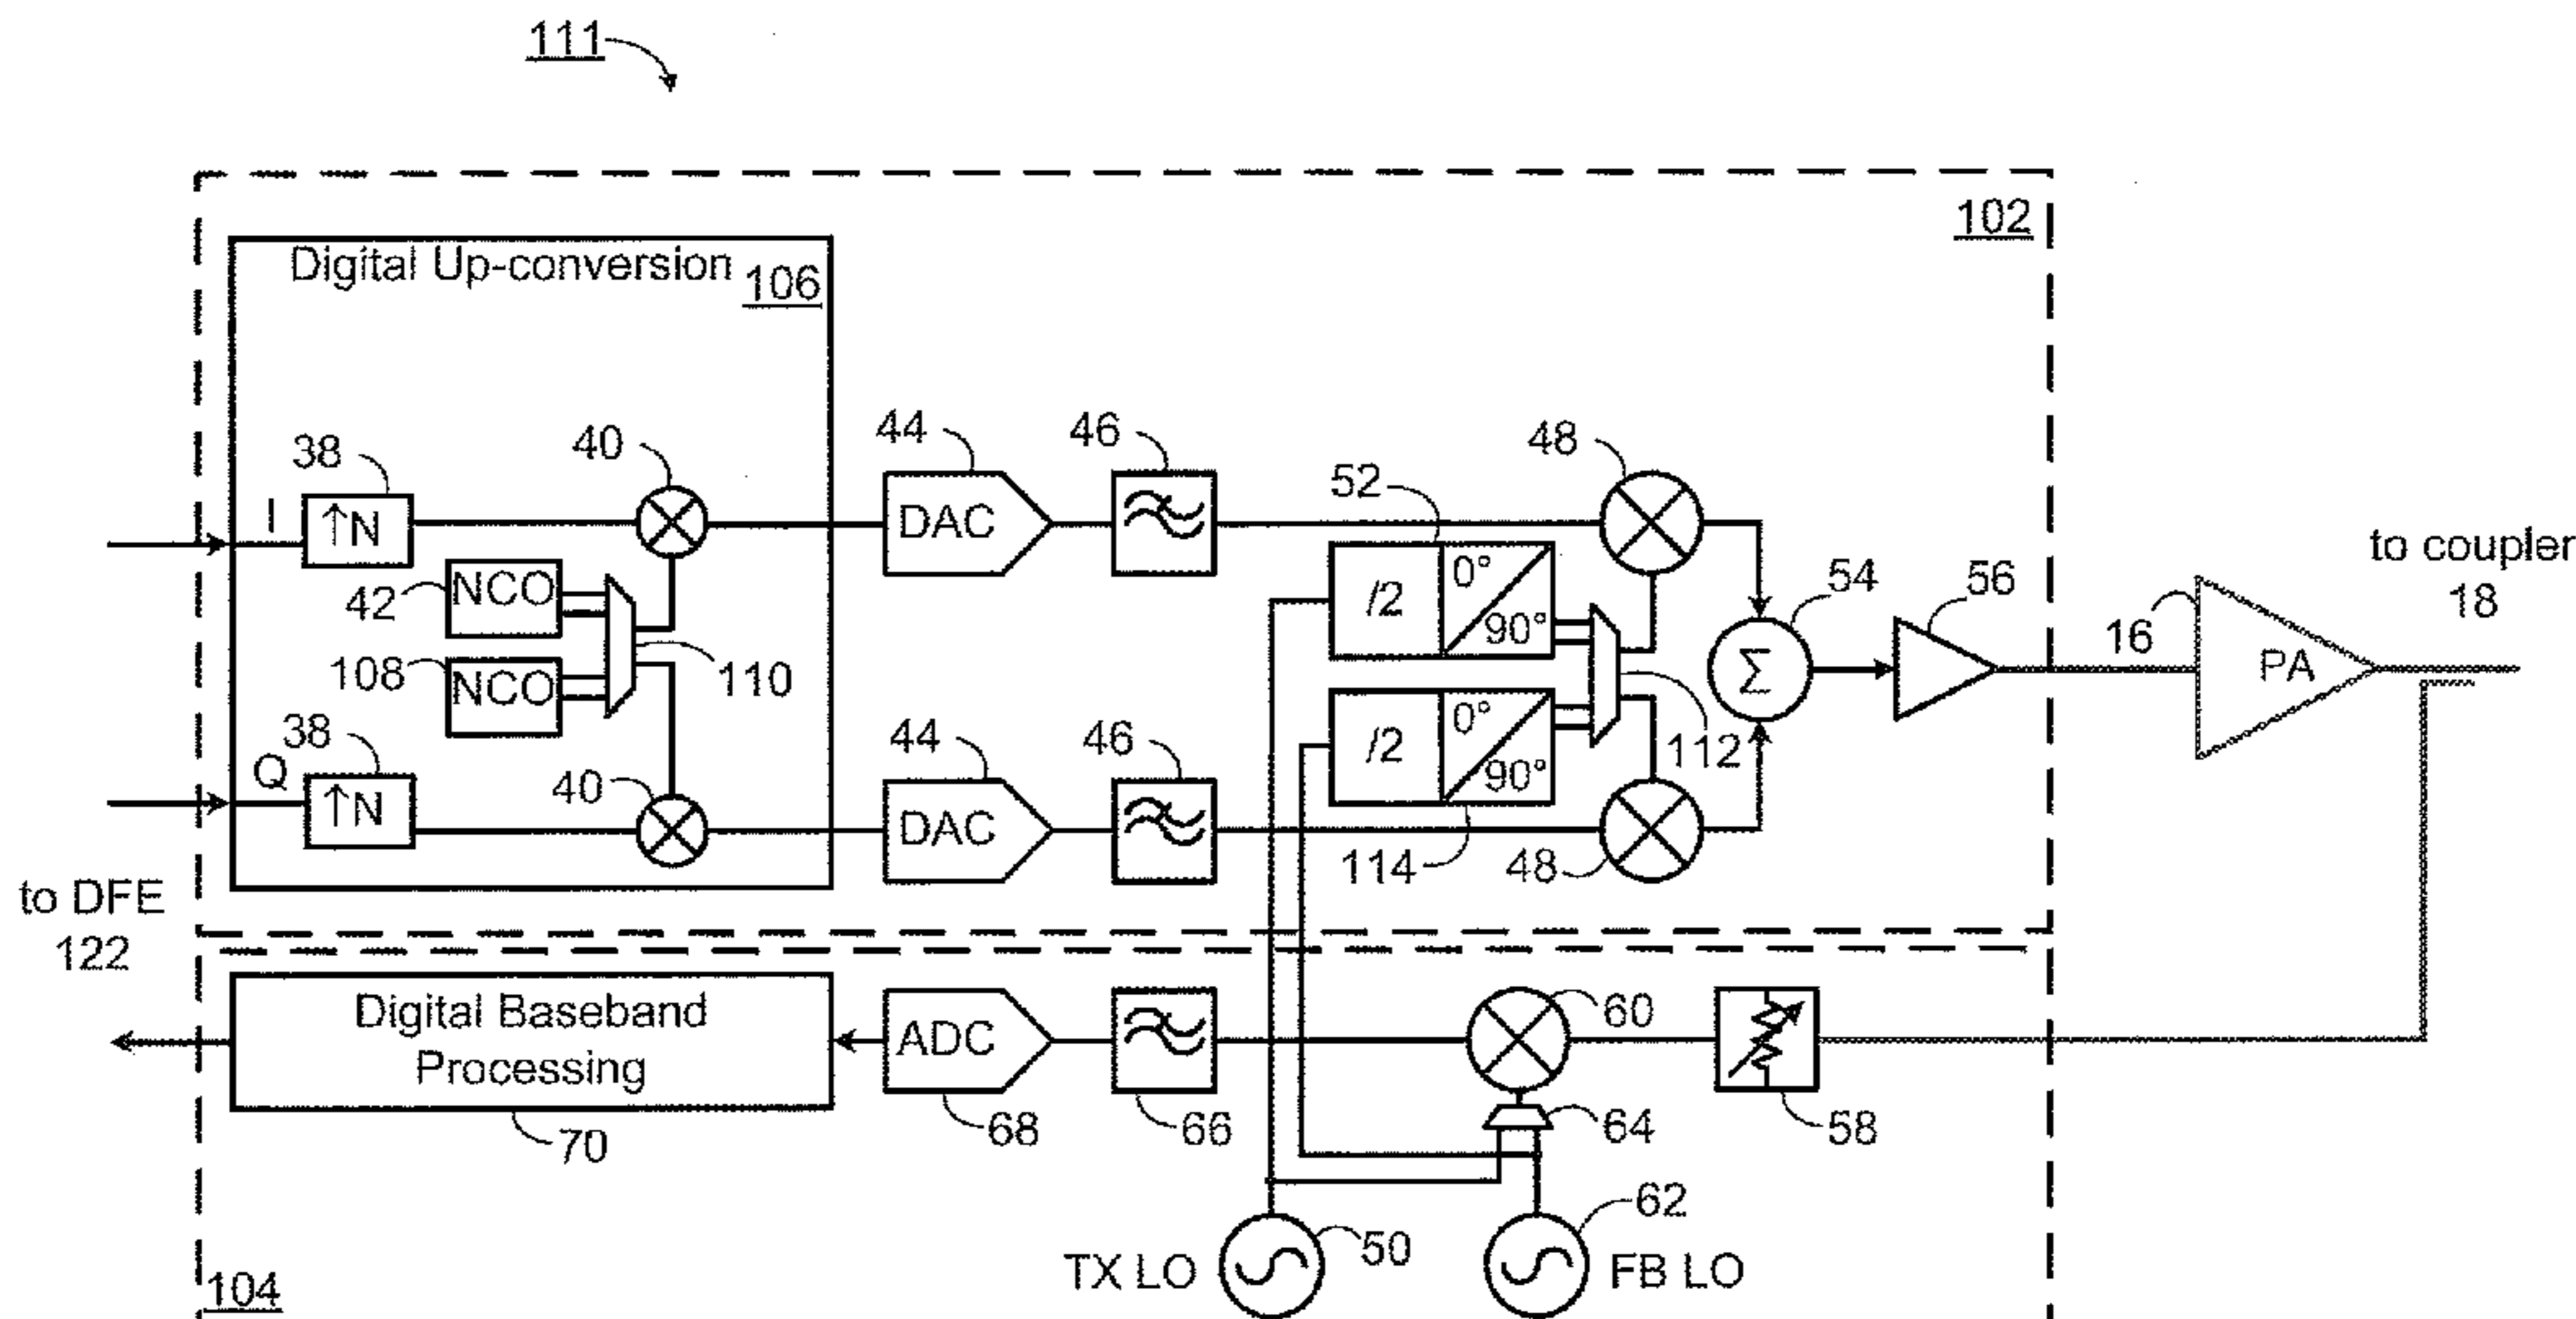 111
102
Digital Up-conversion
106
38
40
44
46
48
52
I
↑N
DAC
/2
0°
90°
to coupler
18
54
56
16
42
NCO
108
NCO
110
Σ
PA
112
Q
38
↑N
40
44
DAC
46
/2
0°
90°
114
48
to DFE
122
Digital Baseband
Processing
70
ADC
68
66
60
64
58
62
TX LO
50
FB LO
104